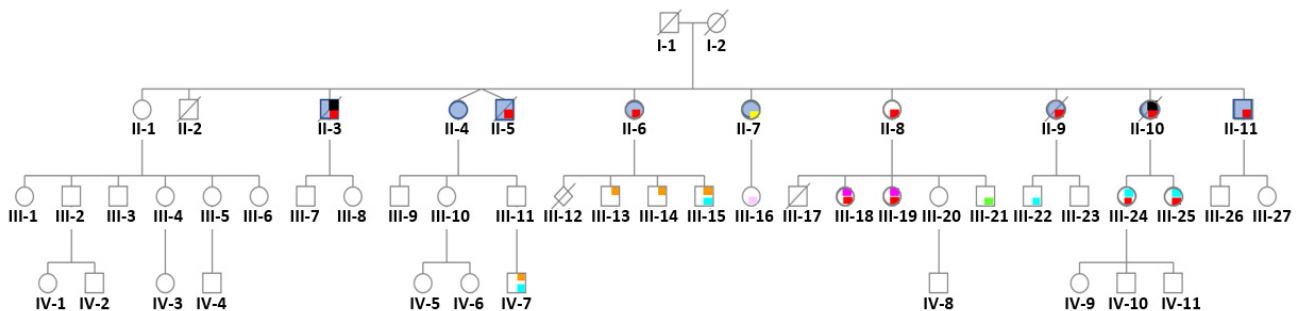 I-1 I-2
II-1 II-2 II-3 II-4 II-5 II-6 II-7 II-8 II-9 II-10 II-11
III-1 III-2 III-3 III-4 III-5 III-6 III-7 III-8 III-9 III-10 III-11 III-12 III-13 III-14 III-15 III-16 III-17 III-18 III-19 III-20 III-21 III-22 III-23 III-24 III-25 III-26 III-27
IV-1 IV-2 IV-3 IV-4 IV-5 IV-6 IV-7 IV-8 IV-9 IV-10 IV-11